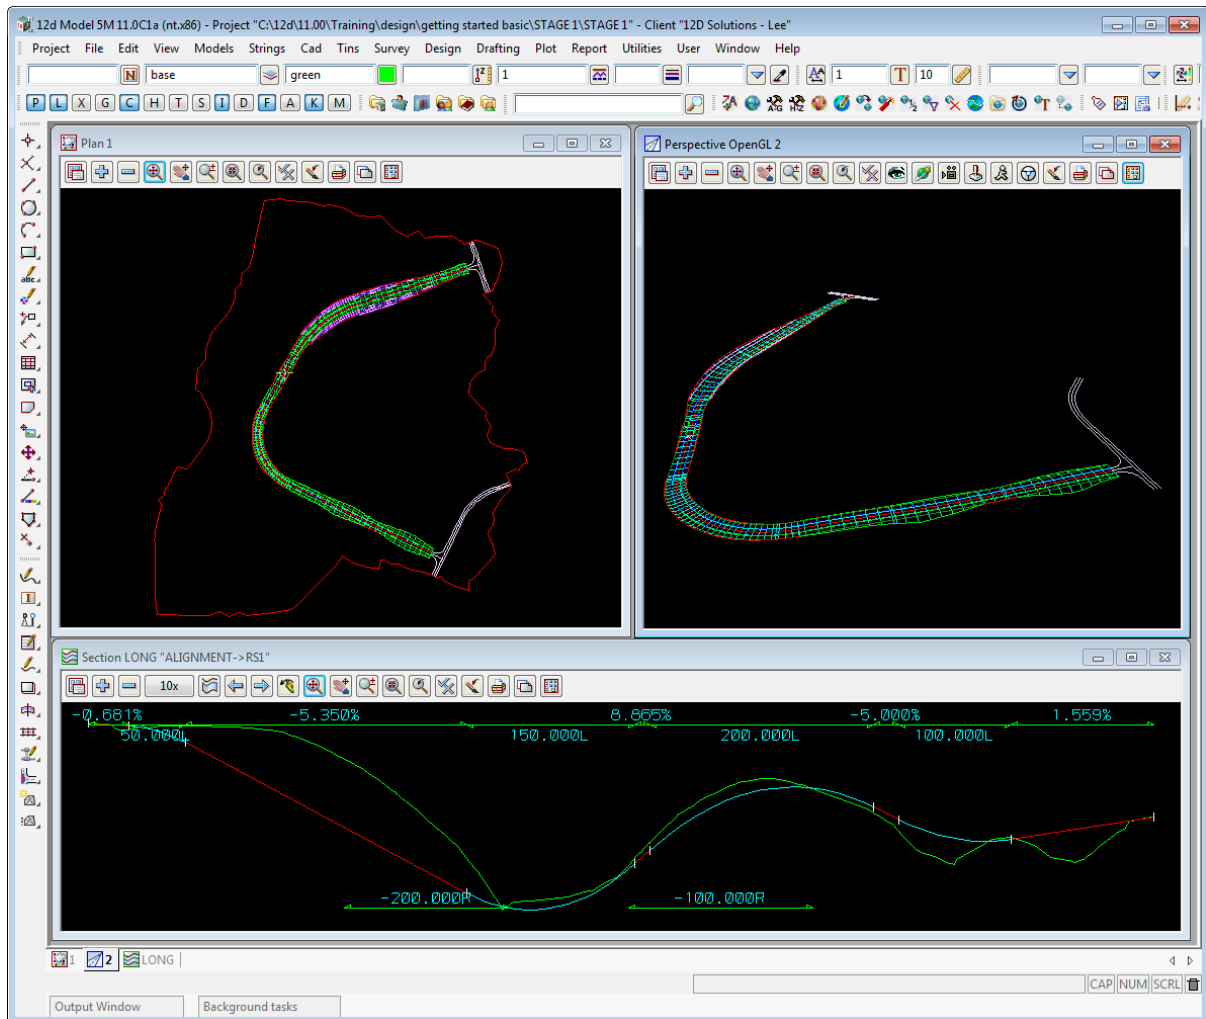 12d Model 5M 11.0C1a (nt.x86) - Project "C:\12d\11.00\Training\design\getting started basic\STAGE 1\STAGE 1" - Client "12D Solutions - Lee"
Project File Edit View Models Strings Cad Tins Survey Design Drafting Plot Report Utilities User Window Help
N base green 1 1 T 10
P L X G C H T S I D F A K M
Plan 1
Perspective OpenGL 2
abc
Section LONG "ALIGNMENT->RS1"
10x
-0.681% -5.350% 8.865% -5.000% 1.559%
50.000L 150.000L 200.000L 100.000L
-200.000R -100.000R
1 2 LONG
CAP NUM SCRL
Output Window Background tasks